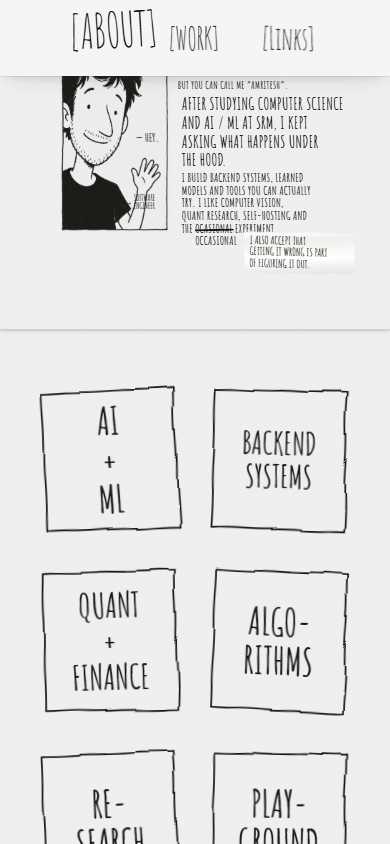 [ABOUT] [WORK] [Links]
BUT YOU CAN CALL ME "AMRITESH".
AFTER STUDYING COMPUTER SCIENCE
AND AI / ML AT SRM, I KEPT
ASKING WHAT HAPPENS UNDER
THE HOOD.
— HEY.
SOFTWARE
ENGINEER
I BUILD BACKEND SYSTEMS, LEARNED
MODELS AND TOOLS YOU CAN ACTUALLY
TRY. I LIKE COMPUTER VISION,
QUANT RESEARCH, SELF-HOSTING AND
THE OCASIONAL EXPERIMENT
OCCASIONAL
I ALSO ACCEPT THAT
GETTING IT WRONG IS PART
OF FIGURING IT OUT.
AI
+
ML
BACKEND
SYSTEMS
QUANT
+
FINANCE
ALGO-
RITHMS
RE-
SEARCH
PLAY-
GROUND